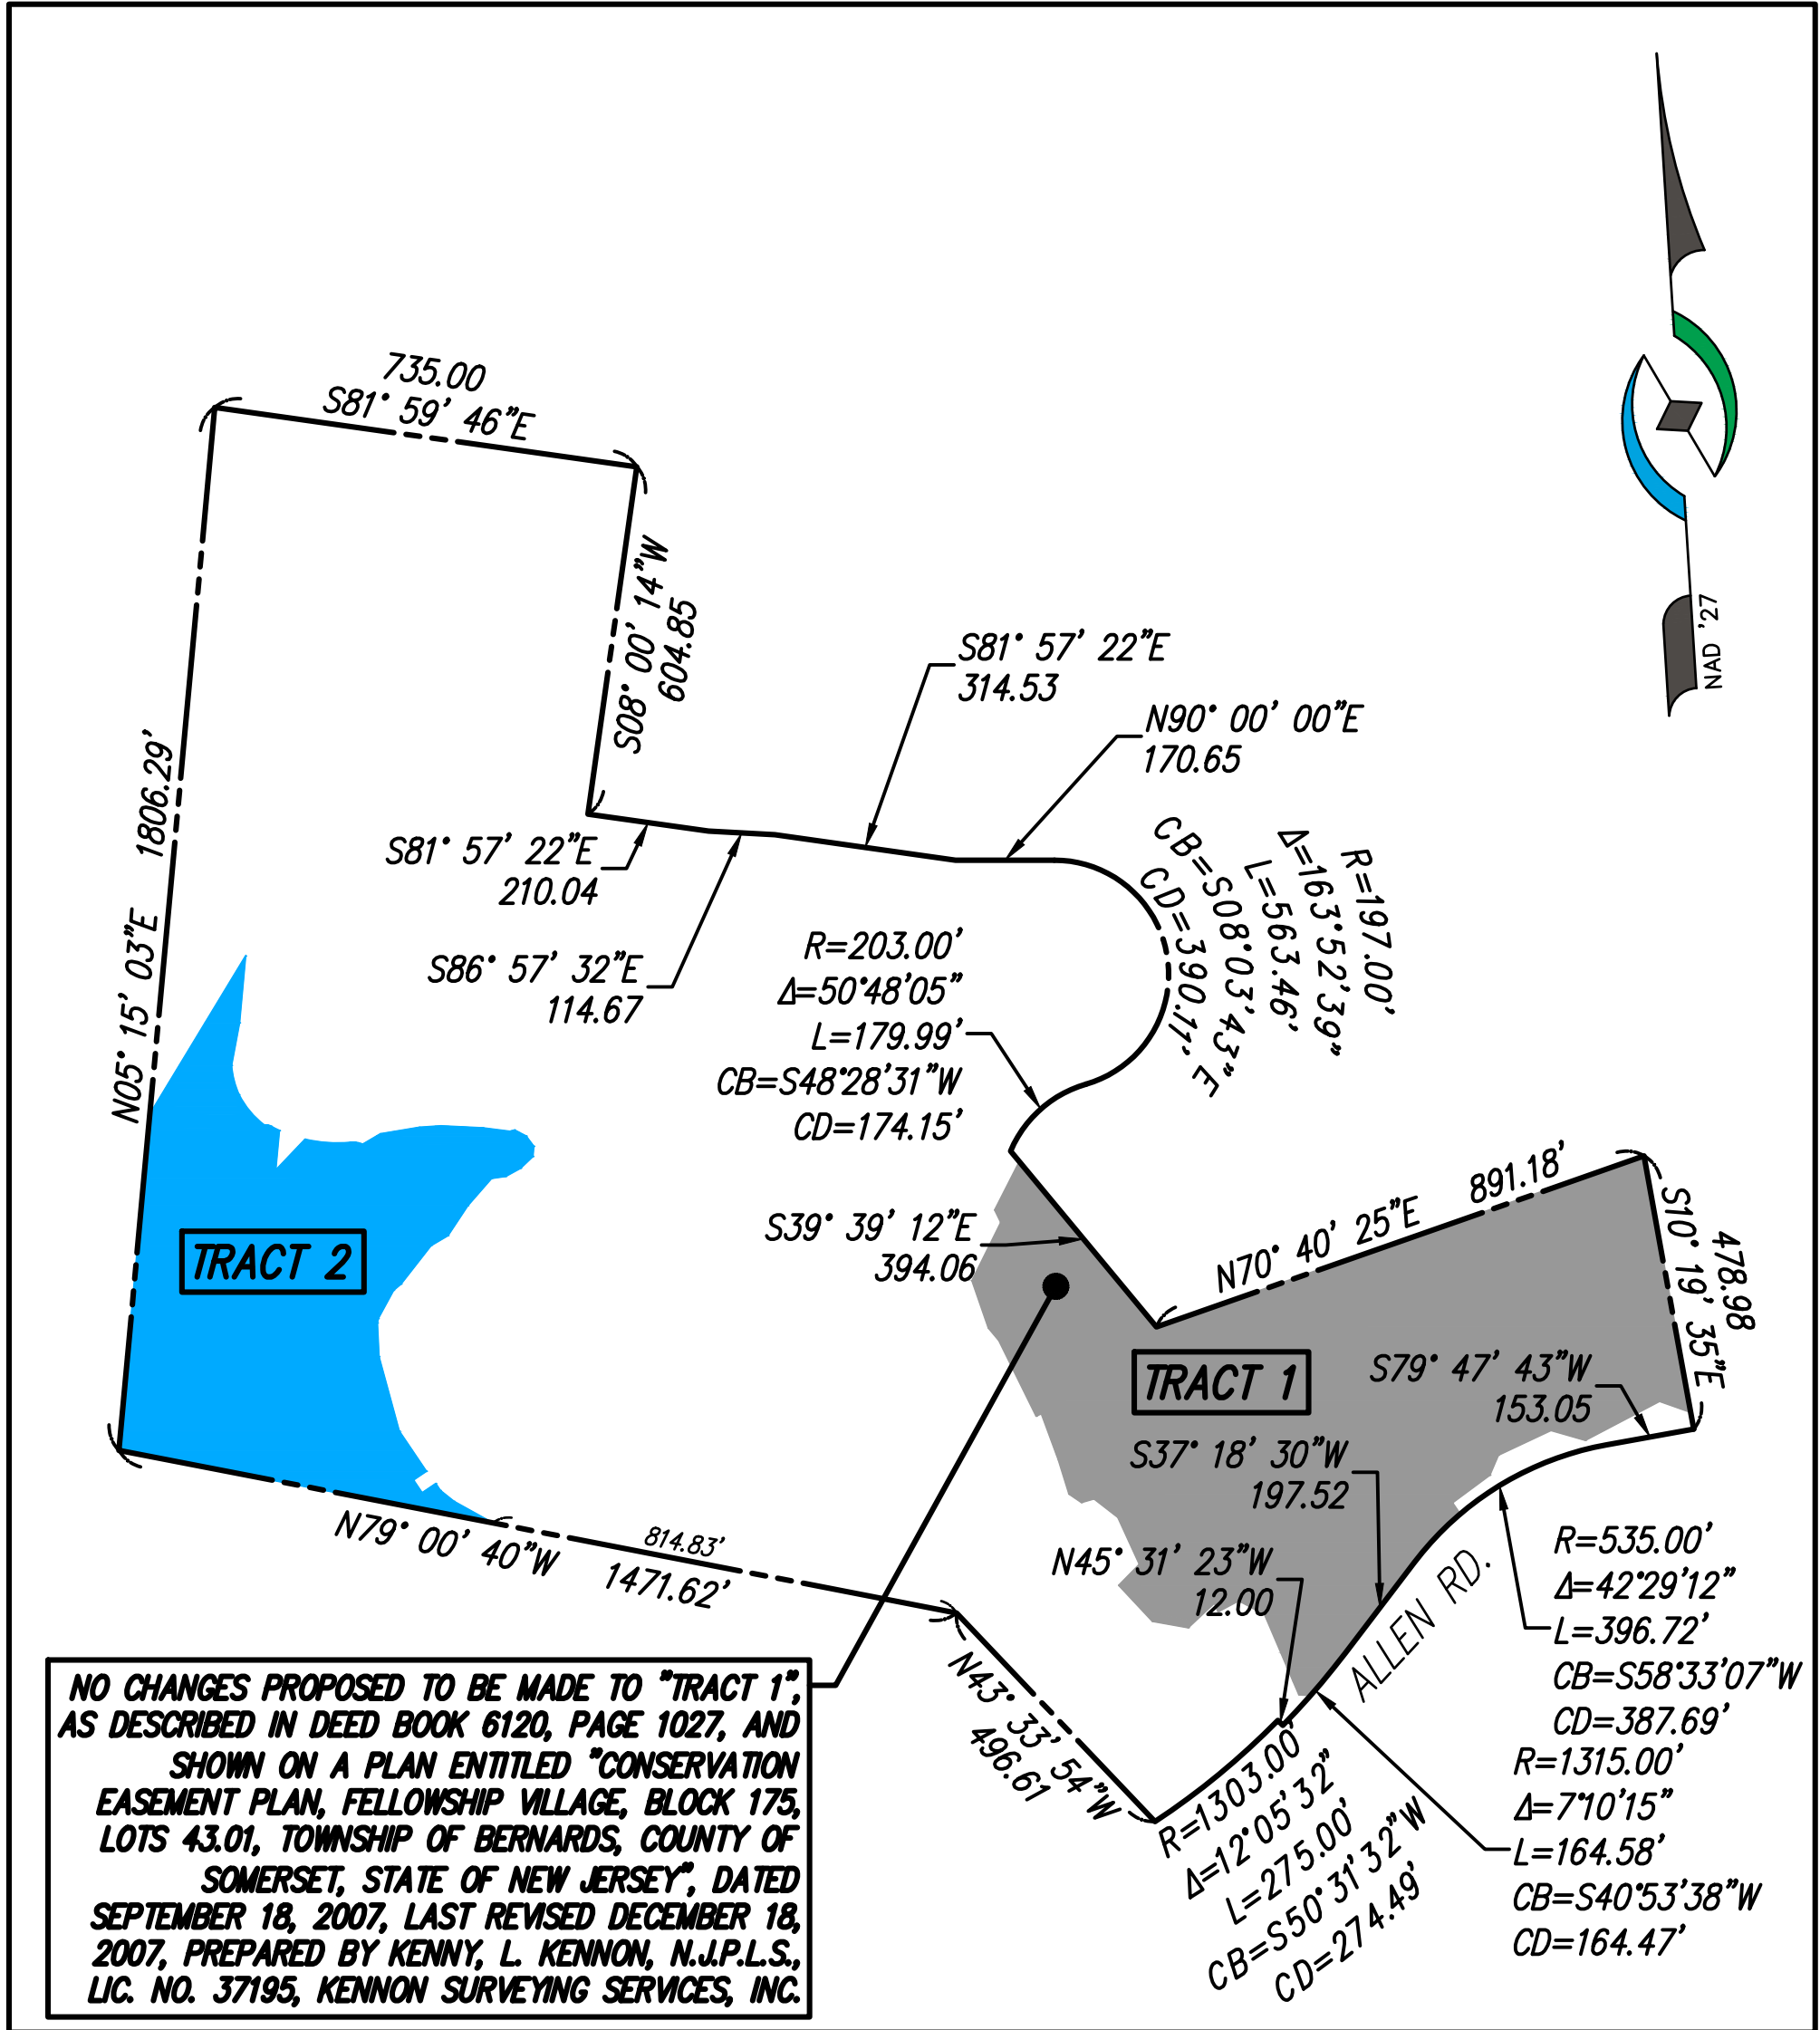 735.00
S81° 59' 46"E
S08° 00' 14"W
604.85
NAD '27
S81° 57' 22"E
314.53
N90° 00' 00"E
170.65
N05° 15' 03"E 1806.29'
S81° 57' 22"E
210.04
S86° 57' 32"E
114.67
R=197.00'
Δ=163°52'39"
L=563.46'
CB=S08°03'43"E
CD=390.11'
R=203.00'
Δ=50°48'05"
L=179.99'
CB=S48°28'31"W
CD=174.15'
S39° 39' 12"E
394.06
N70° 40' 25"E 891.18'
478.98
S10° 19' 35"E
TRACT 2
TRACT 1
S79° 47' 43"W
153.05
S37° 18' 30"W
197.52
N45° 31' 23"W
12.00
ALLEN RD.
N79° 00' 40"W
814.83'
1471.62'
R=535.00'
Δ=42°29'12"
L=396.72'
CB=S58°33'07"W
CD=387.69'
N43° 33' 54"W
496.61
R=1303.00'
Δ=12°05'32"
L=275.00'
CB=S50°31'32"W
CD=274.49'
R=1315.00'
Δ=7°10'15"
L=164.58'
CB=S40°53'38"W
CD=164.47'
NO CHANGES PROPOSED TO BE MADE TO "TRACT 1",
AS DESCRIBED IN DEED BOOK 6120, PAGE 1027, AND
SHOWN ON A PLAN ENTITLED "CONSERVATION
EASEMENT PLAN, FELLOWSHIP VILLAGE, BLOCK 175,
LOTS 43.01, TOWNSHIP OF BERNARDS, COUNTY OF
SOMERSET, STATE OF NEW JERSEY", DATED
SEPTEMBER 18, 2007, LAST REVISED DECEMBER 18,
2007, PREPARED BY KENNY, L. KENNON, N.J.P.L.S.,
LIC. NO. 37195, KENNON SURVEYING SERVICES, INC.